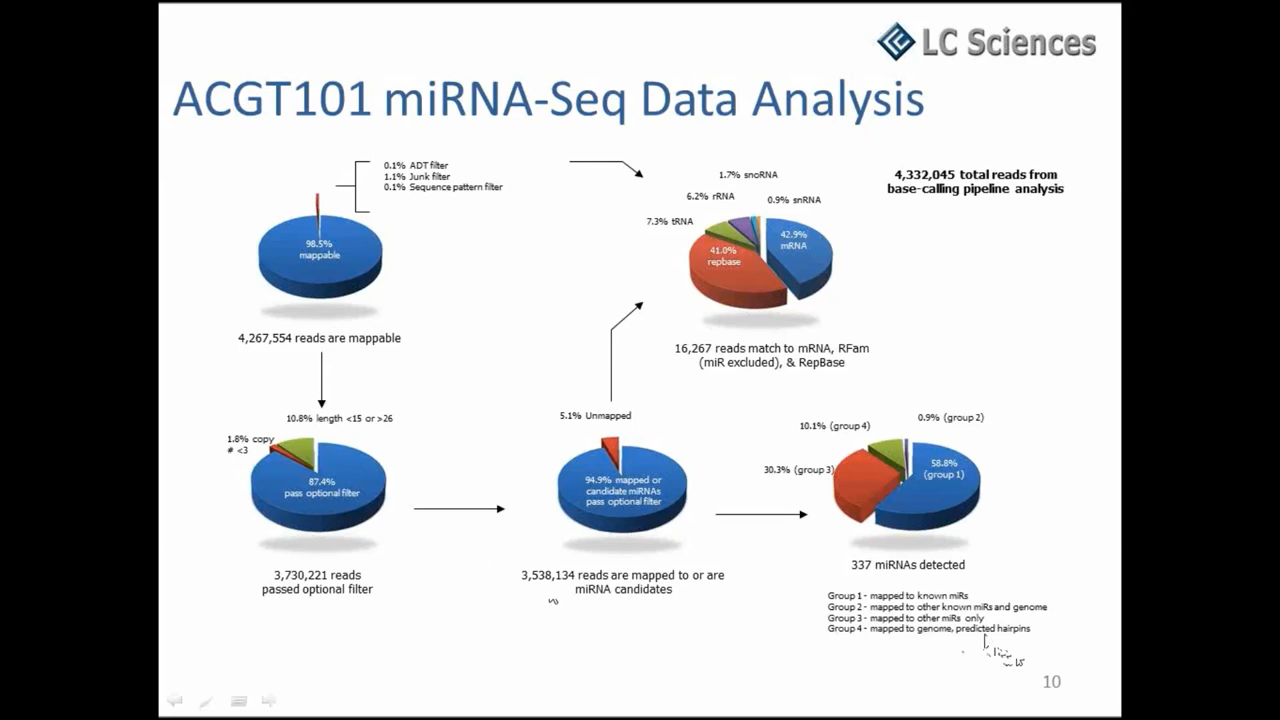 LC Sciences
ACGT101 miRNA-Seq Data Analysis
0.1% ADT filter
1.1% Junk filter
0.1% Sequence pattern filter
98.5%
mappable
4,267,554 reads are mappable
1.7% snoRNA
6.2% rRNA
0.9% snRNA
7.3% tRNA
42.9%
mRNA
41.0%
repbase
16,267 reads match to mRNA, RFam
(miR excluded), & RepBase
4,332,045 total reads from
base-calling pipeline analysis
10.8% length <15 or >26
1.8% copy
# <3
87.4%
pass optional filter
3,730,221 reads
passed optional filter
5.1% Unmapped
94.9% mapped or
candidate miRNAs
pass optional filter
3,538,134 reads are mapped to or are
miRNA candidates
0.9% (group 2)
10.1% (group 4)
30.3% (group 3)
58.8%
(group 1)
337 miRNAs detected
Group 1 - mapped to known miRs
Group 2 - mapped to other known miRs and genome
Group 3 - mapped to other miRs only
Group 4 - mapped to genome, predicted hairpins
10